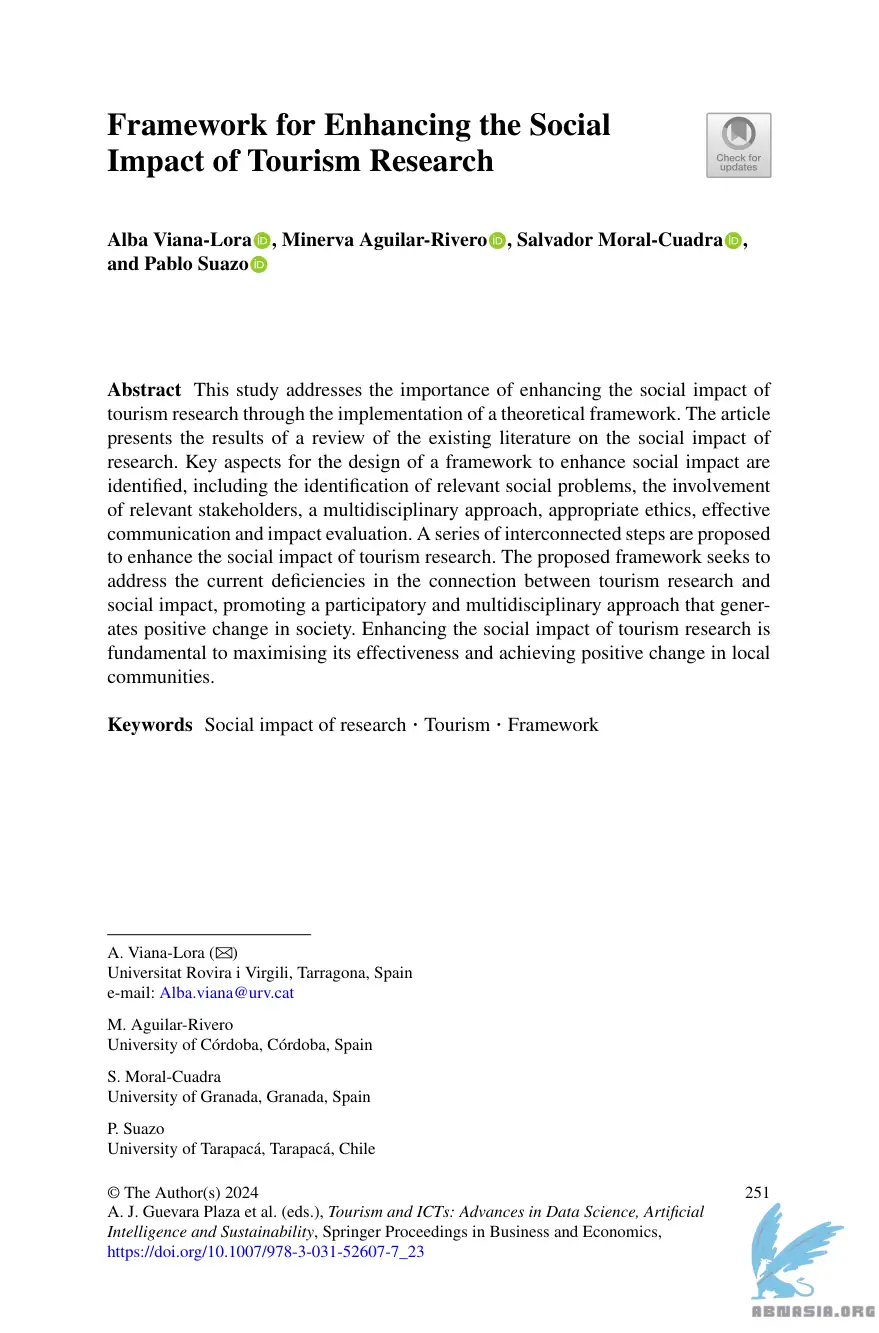 Framework for Enhancing the Social
Impact of Tourism Research
Check for
updates
Alba Viana-Lora, Minerva Aguilar-Rivero, Salvador Moral-Cuadra,
and Pablo Suazo
Abstract This study addresses the importance of enhancing the social impact of
tourism research through the implementation of a theoretical framework. The article
presents the results of a review of the existing literature on the social impact of
research. Key aspects for the design of a framework to enhance social impact are
identified, including the identification of relevant social problems, the involvement
of relevant stakeholders, a multidisciplinary approach, appropriate ethics, effective
communication and impact evaluation. A series of interconnected steps are proposed
to enhance the social impact of tourism research. The proposed framework seeks to
address the current deficiencies in the connection between tourism research and
social impact, promoting a participatory and multidisciplinary approach that gener-
ates positive change in society. Enhancing the social impact of tourism research is
fundamental to maximising its effectiveness and achieving positive change in local
communities.
Keywords Social impact of research · Tourism · Framework
A. Viana-Lora (✉)
Universitat Rovira i Virgili, Tarragona, Spain
e-mail: Alba.viana@urv.cat
M. Aguilar-Rivero
University of Córdoba, Córdoba, Spain
S. Moral-Cuadra
University of Granada, Granada, Spain
P. Suazo
University of Tarapacá, Tarapacá, Chile
© The Author(s) 2024 251
A. J. Guevara Plaza et al. (eds.), Tourism and ICTs: Advances in Data Science, Artificial
Intelligence and Sustainability, Springer Proceedings in Business and Economics,
https://doi.org/10.1007/978-3-031-52607-7_23
ABNASIA.ORG